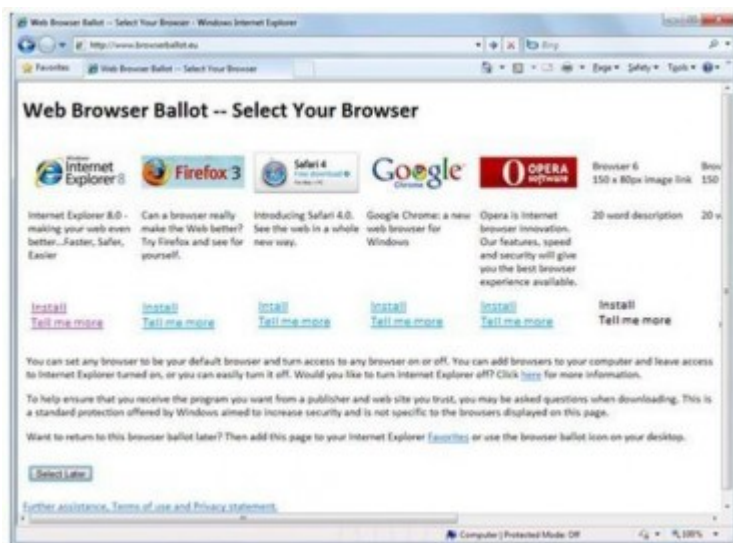 Web Browser Ballot -- Select Your Browser - Windows Internet Explorer
http://www.browserballot.eu
Bing
Favorites Web Browser Ballot -- Select Your Browser Page Safety Tools
Web Browser Ballot -- Select Your Browser
Windows Internet Explorer 8
Firefox 3
Safari 4
Free download
Google Chrome
OPERA software
Browser 6
150 x 80px image link
Brow
150
Internet Explorer 8.0 -
making your web even
better...Faster, Safer,
Easier
Can a browser really
make the Web better?
Try Firefox and see for
yourself.
Introducing Safari 4.0.
See the web in a whole
new way.
Google Chrome: a new
web browser for
Windows
Opera is Internet
browser innovation.
Our features, speed
and security will give
you the best browser
experience available.
20 word description
20 w
Install Install Install Install Install Install
Tell me more Tell me more Tell me more Tell me more Tell me more Tell me more
You can set any browser to be your default browser and turn access to any browser on or off. You can add browsers to your computer and leave access
to Internet Explorer turned on, or you can easily turn it off. Would you like to turn Internet Explorer off? Click here for more information.
To help ensure that you receive the program you want from a publisher and web site you trust, you may be asked questions when downloading. This is
a standard protection offered by Windows aimed to increase security and is not specific to the browsers displayed on this page.
Want to return to this browser ballot later? Then add this page to your Internet Explorer Favorites or use the browser ballot icon on your desktop.
Select Later
Further assistance, Terms of use and Privacy statement.
Computer | Protected Mode: Off 100%